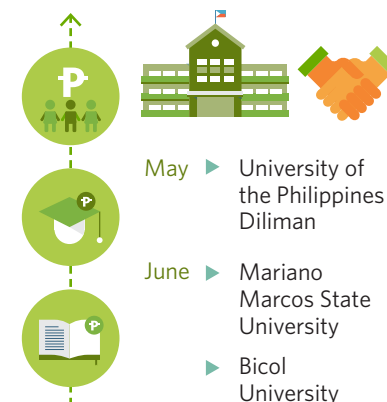 ₱
₱
₱
May ▶ University of
the Philippines
Diliman
June ▶ Mariano
Marcos State
University
▶ Bicol
University